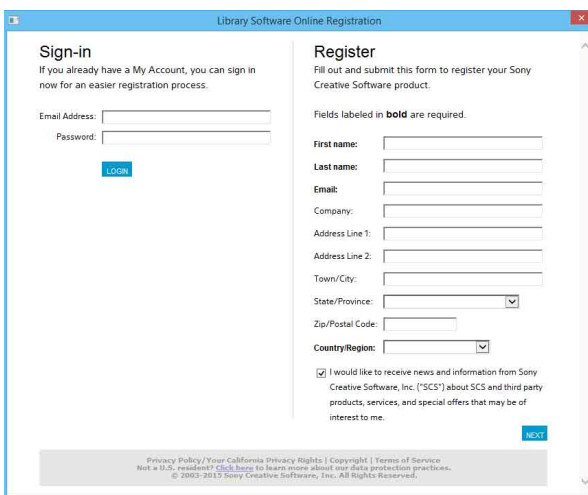 Library Software Online Registration
Sign-in
If you already have a My Account, you can sign in
now for an easier registration process.
Email Address:
Password:
LOGIN
Register
Fill out and submit this form to register your Sony
Creative Software product.
Fields labeled in bold are required.
First name:
Last name:
Email:
Company:
Address Line 1:
Address Line 2:
Town/City:
State/Province:
Zip/Postal Code:
Country/Region:
I would like to receive news and information from Sony
Creative Software, Inc. ("SCS") about SCS and third party
products, services, and special offers that may be of
interest to me.
NEXT
Privacy Policy/Your California Privacy Rights | Copyright | Terms of Service
Not a U.S. resident? Click here to learn more about our data protection practices.
© 2003-2015 Sony Creative Software, Inc. All Rights Reserved.